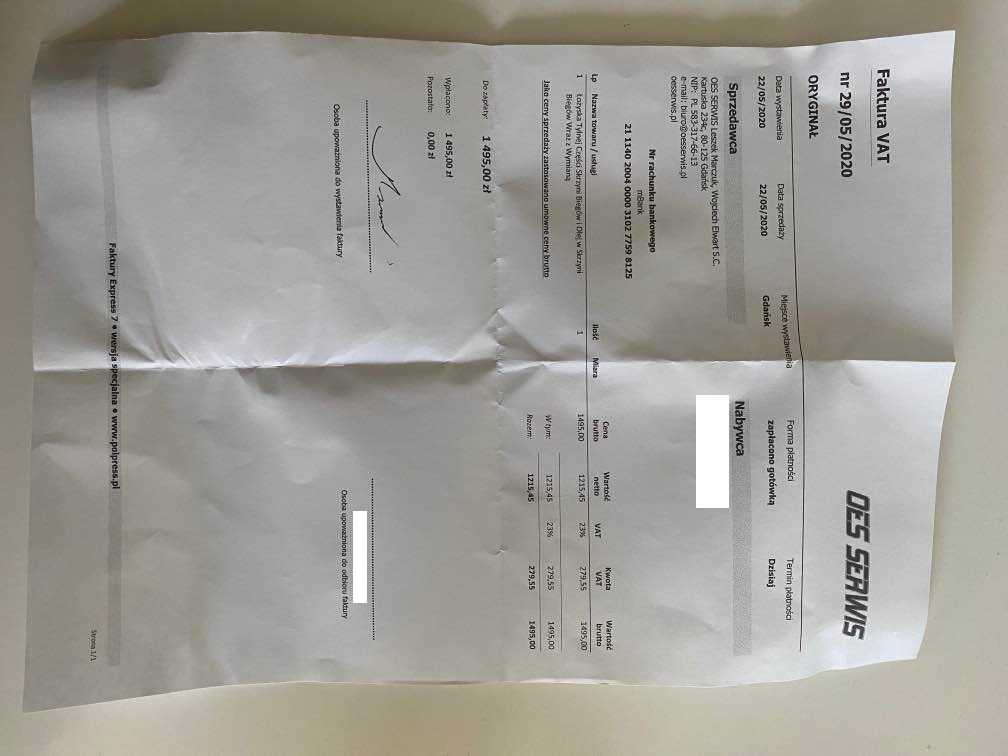 Faktura VAT
nr 29/05/2020
ORYGINAŁ
OES SERWIS
Data wystawienia Data sprzedaży Miejsce wystawienia Forma płatności Termin płatności
22/05/2020 22/05/2020 Gdańsk zapłacono gotówką Dzisiaj
Sprzedawca
OES SERWIS Leszek Marczuk, Wojciech Elwart S.C.
Kartuska 234c, 80-125 Gdańsk
NIP: PL 583-317-66-13
e-mail: biuro@oesserwis.pl
oesserwis.pl
Nabywca
Nr rachunku bankowego
mBank
21 1140 2004 0000 3102 7759 8125
Lp Nazwa towaru / usługi Ilość Miara Cena brutto Wartość netto VAT Kwota VAT Wartość brutto
1 Łożyska Tylnej Części Skrzyni Biegów i Olej w Skrzyni 1 1495,00 1215,45 23% 279,55 1495,00
Biegów Wraz z Wymianą
W tym: 1215,45 23% 279,55 1495,00
Razem: 1215,45 279,55 1495,00
Jako ceny sprzedaży zastosowano umowne ceny brutto
Do zapłaty: 1 495,00 zł
Wpłacono: 1 495,00 zł
Pozostało: 0,00 zł
Osoba upoważniona do wystawienia faktury
Osoba upoważniona do odbioru faktury
Faktury Express 7 • wersja specjalna • www.polpress.pl
Strona 1/1